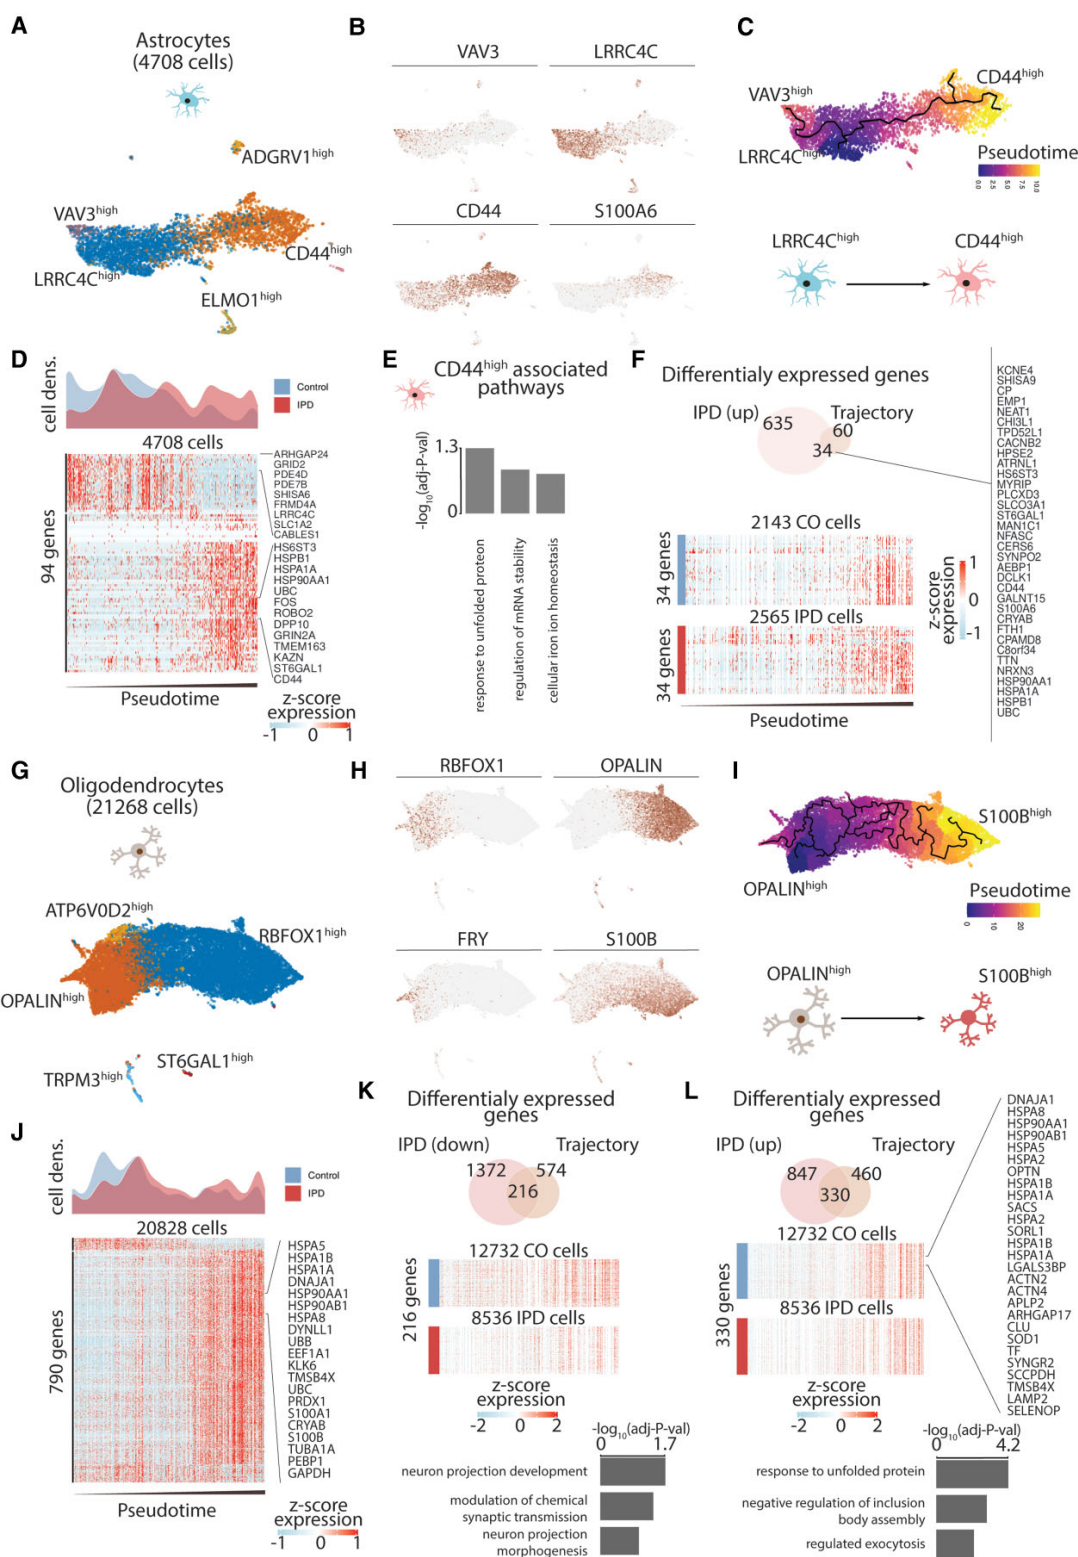 A
Astrocytes
(4708 cells)
ADGRV1high
VAV3high
CD44high
LRRC4Chigh
ELMO1high
B
VAV3
LRRC4C
CD44
S100A6
C
CD44high
VAV3high
LRRC4Chigh
Pseudotime
0.0
2.5
5.0
7.5
10.0
LRRC4Chigh
CD44high
D
cell dens.
Control
IPD
4708 cells
94 genes
ARHGAP24
GRID2
PDE4D
PDE7B
SHISA6
FRMD4A
LRRC4C
SLC1A2
CABLES1
HS6ST3
HSPB1
HSPA1A
HSP90AA1
UBC
FOS
ROBO2
DPP10
GRIN2A
TMEM163
KAZN
ST6GAL1
CD44
Pseudotime
z-score
expression
-1 0 1
E
CD44high associated
pathways
-log10(adj-P-val)
1.3
0
response to unfolded protein
regulation of mRNA stability
cellular ion homeostasis
F
Differentialy expressed genes
IPD (up)
Trajectory
635
60
34
2143 CO cells
34 genes
2565 IPD cells
34 genes
Pseudotime
z-score
expression
1
0
-1
KCNE4
SHISA9
CP
EMP1
NEAT1
CHI3L1
TPD52L1
CACNB2
HPSE2
ATRNL1
HS6ST3
MYRIP
PLCXD3
SLCO3A1
ST6GAL1
MAN1C1
NFASC
CERS6
SYNPO2
AEBP1
DCLK1
CD44
GALNT15
S100A6
CRYAB
FTH1
CPAMD8
C8orf34
TTN
NRXN3
HSP90AA1
HSPA1A
HSPB1
UBC
G
Oligodendrocytes
(21268 cells)
ATP6V0D2high
RBFOX1high
OPALINhigh
ST6GAL1high
TRPM3high
H
RBFOX1
OPALIN
FRY
S100B
I
S100Bhigh
OPALINhigh
Pseudotime
0
10
20
OPALINhigh
S100Bhigh
J
cell dens.
Control
IPD
20828 cells
790 genes
HSPA5
HSPA1B
HSPA1A
DNAJA1
HSP90AA1
HSP90AB1
HSPA8
DYNLL1
UBB
EEF1A1
KLK6
TMSB4X
UBC
PRDX1
S100A1
CRYAB
S100B
TUBA1A
PEBP1
GAPDH
Pseudotime
z-score
expression
-1 0 1
K
Differentialy expressed
genes
IPD (down)
Trajectory
1372
574
216
12732 CO cells
216 genes
8536 IPD cells
z-score
expression
-2 0 2
-log10(adj-P-val)
0 1.7
neuron projection development
modulation of chemical
synaptic transmission
neuron projection
morphogenesis
L
Differentialy expressed
genes
IPD (up)
Trajectory
847
460
330
12732 CO cells
330 genes
8536 IPD cells
z-score
expression
-2 0 2
DNAJA1
HSPA8
HSP90AA1
HSP90AB1
HSPA5
HSPA2
OPTN
HSPA1B
HSPA1A
SACS
HSPA2
SORL1
HSPA1B
HSPA1A
LGALS3BP
ACTN2
ACTN4
APLP2
ARHGAP17
CLU
SOD1
TF
SYNGR2
SCCPDH
TMSB4X
LAMP2
SELENOP
-log10(adj-P-val)
0 4.2
response to unfolded protein
negative regulation of inclusion
body assembly
regulated exocytosis